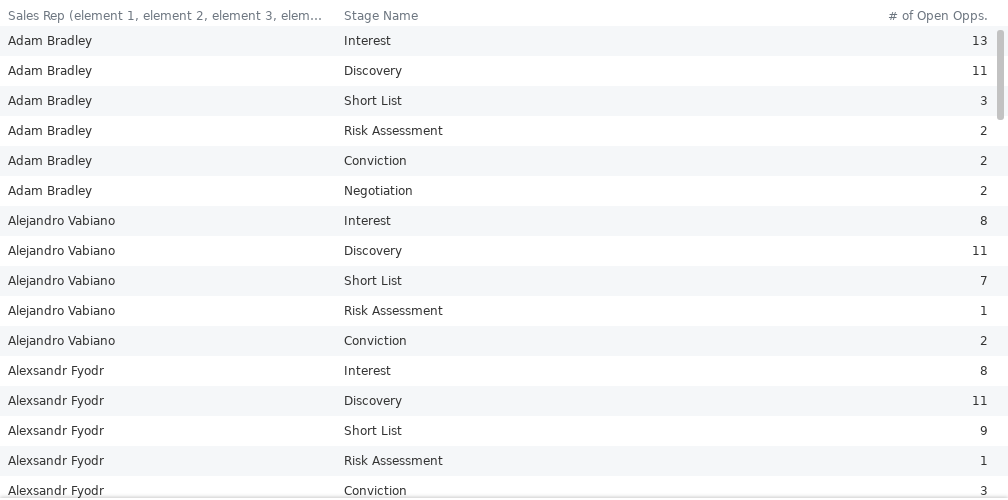 Sales Rep (element 1, element 2, element 3, elem... Stage Name # of Open Opps.
Adam Bradley Interest 13
Adam Bradley Discovery 11
Adam Bradley Short List 3
Adam Bradley Risk Assessment 2
Adam Bradley Conviction 2
Adam Bradley Negotiation 2
Alejandro Vabiano Interest 8
Alejandro Vabiano Discovery 11
Alejandro Vabiano Short List 7
Alejandro Vabiano Risk Assessment 1
Alejandro Vabiano Conviction 2
Alexsandr Fyodr Interest 8
Alexsandr Fyodr Discovery 11
Alexsandr Fyodr Short List 9
Alexsandr Fyodr Risk Assessment 1
Alexsandr Fyodr Conviction 3